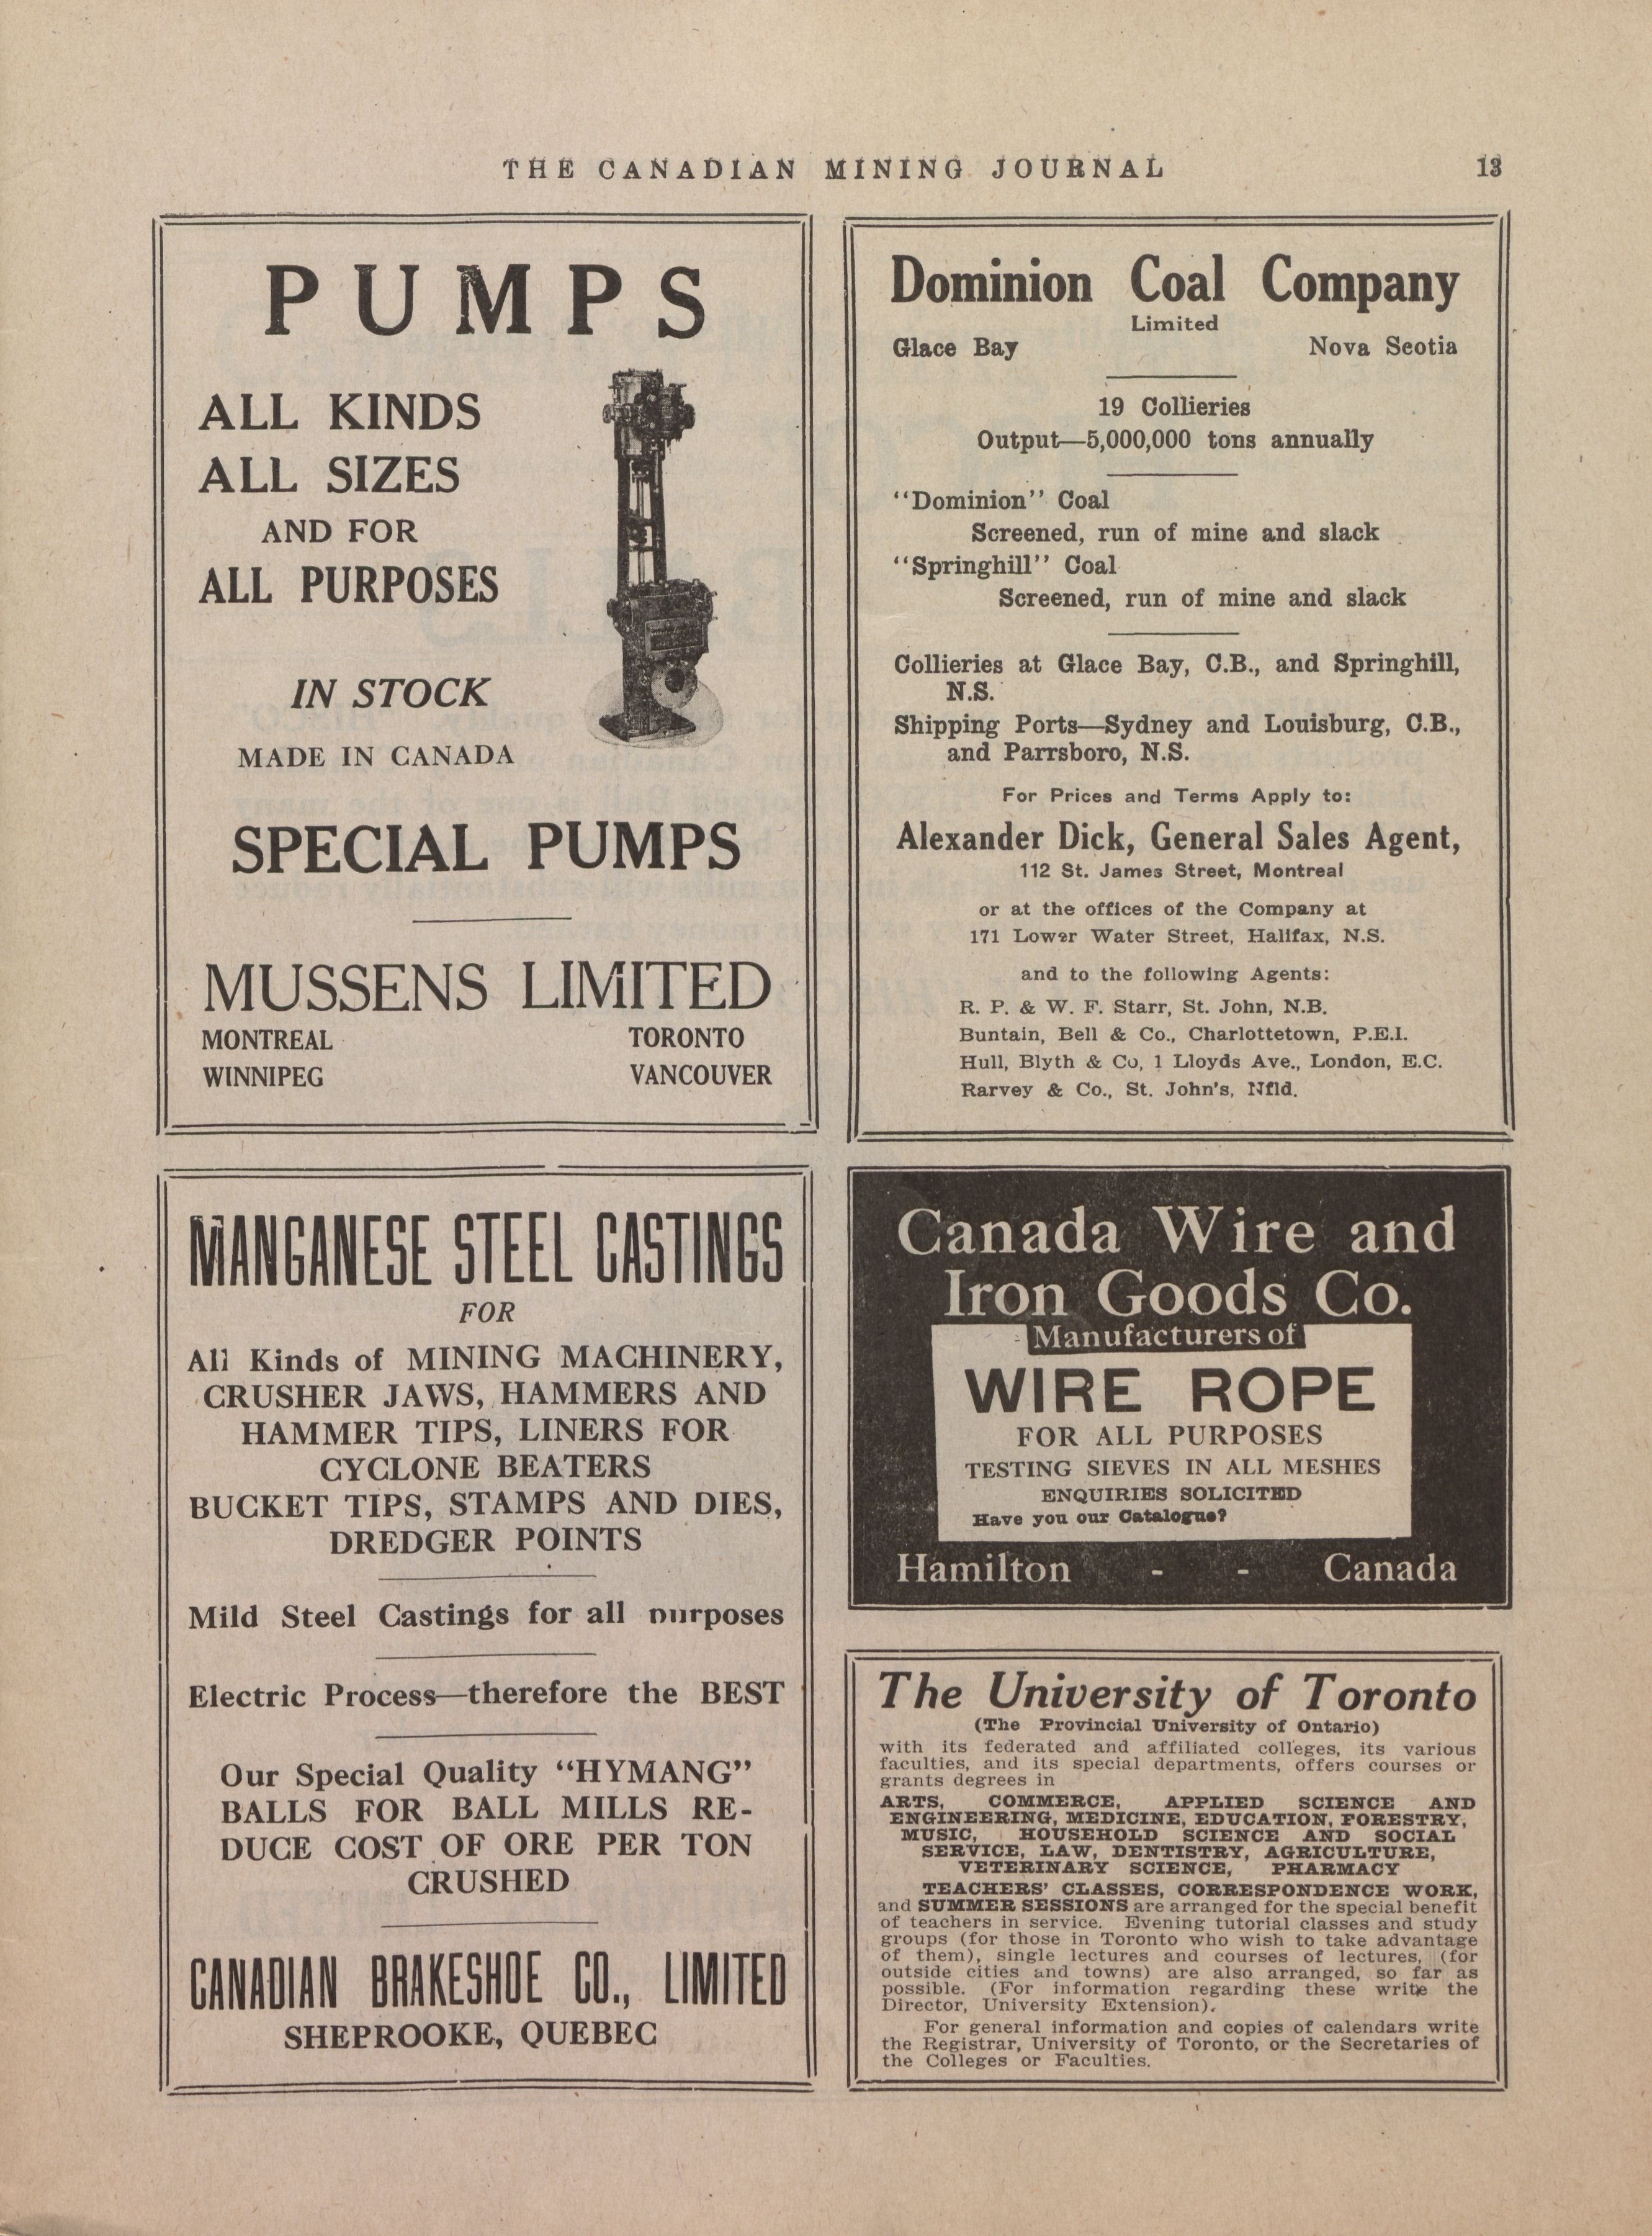 THE CANADIAN MINING JOURNAL 13
PUMPS
ALL KINDS
ALL SIZES
AND FOR
ALL PURPOSES
IN STOCK
MADE IN CANADA
SPECIAL PUMPS
MUSSENS LIMITED
MONTREAL TORONTO
WINNIPEG VANCOUVER
Dominion Coal Company
Limited
Glace Bay Nova Scotia
19 Collieries
Output—5,000,000 tons annually
"Dominion" Coal
Screened, run of mine and slack
"Springhill" Coal
Screened, run of mine and slack
Collieries at Glace Bay, C.B., and Springhill,
N.S.
Shipping Ports—Sydney and Louisburg, C.B.,
and Parrsboro, N.S.
For Prices and Terms Apply to:
Alexander Dick, General Sales Agent,
112 St. James Street, Montreal
or at the offices of the Company at
171 Lower Water Street, Halifax, N.S.
and to the following Agents:
R. P. & W. F. Starr, St. John, N.B.
Buntain, Bell & Co., Charlottetown, P.E.I.
Hull, Blyth & Co, 1 Lloyds Ave., London, E.C.
Rarvey & Co., St. John's, Nfld.
MANGANESE STEEL CASTINGS
FOR
All Kinds of MINING MACHINERY,
CRUSHER JAWS, HAMMERS AND
HAMMER TIPS, LINERS FOR
CYCLONE BEATERS
BUCKET TIPS, STAMPS AND DIES,
DREDGER POINTS
Mild Steel Castings for all purposes
Electric Process—therefore the BEST
Our Special Quality "HYMANG"
BALLS FOR BALL MILLS RE-
DUCE COST OF ORE PER TON
CRUSHED
CANADIAN BRAKESHOE CO., LIMITED
SHEPROOKE, QUEBEC
Canada Wire and
Iron Goods Co.
Manufacturers of
WIRE ROPE
FOR ALL PURPOSES
TESTING SIEVES IN ALL MESHES
ENQUIRIES SOLICITED
Have you our Catalogue?
Hamilton - - Canada
The University of Toronto
(The Provincial University of Ontario)
with its federated and affiliated colleges, its various
faculties, and its special departments, offers courses or
grants degrees in
ARTS, COMMERCE, APPLIED SCIENCE AND
ENGINEERING, MEDICINE, EDUCATION, FORESTRY,
MUSIC, HOUSEHOLD SCIENCE AND SOCIAL
SERVICE, LAW, DENTISTRY, AGRICULTURE,
VETERINARY SCIENCE, PHARMACY
TEACHERS' CLASSES, CORRESPONDENCE WORK,
and SUMMER SESSIONS are arranged for the special benefit
of teachers in service. Evening tutorial classes and study
groups (for those in Toronto who wish to take advantage
of them), single lectures and courses of lectures, (for
outside cities and towns) are also arranged, so far as
possible. (For information regarding these write the
Director, University Extension).
For general information and copies of calendars write
the Registrar, University of Toronto, or the Secretaries of
the Colleges or Faculties.